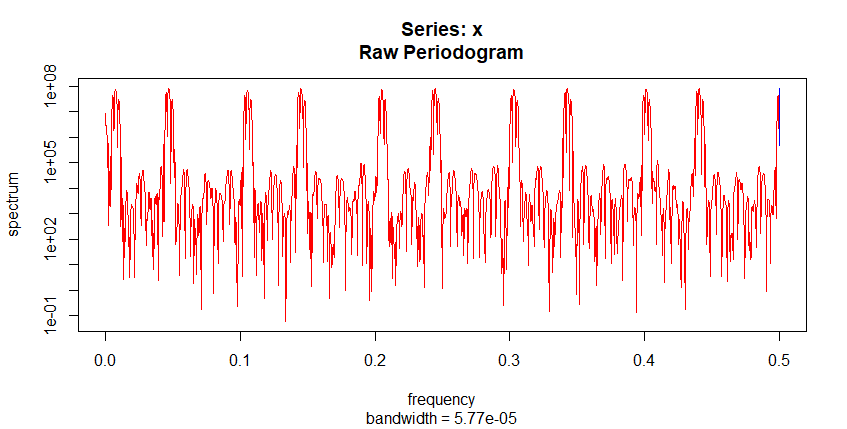 Series: x
Raw Periodogram
spectrum
1e+08
1e+05
1e+02
1e-01
0.0 0.1 0.2 0.3 0.4 0.5
frequency
bandwidth = 5.77e-05